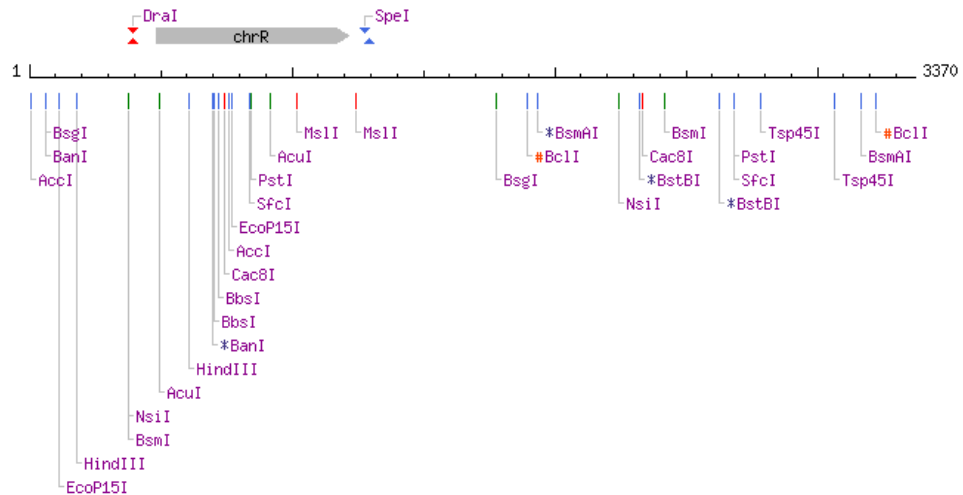 DraI SpeI
chrR
1 3370
BsgI MslI MslI *BsmAI BsmI Tsp45I #BclI
BanI AcuI #BclI Cac8I PstI BsmAI
AccI PstI BsgI *BstBI SfcI Tsp45I
SfcI NsiI *BstBI
EcoP15I
AccI
Cac8I
BbsI
BbsI
*BanI
HindIII
AcuI
NsiI
BsmI
HindIII
EcoP15I